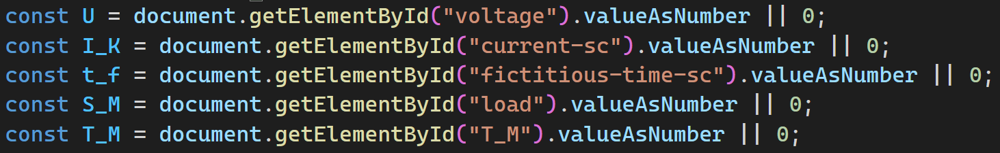 const U = document.getElementById("voltage").valueAsNumber || 0;
const I_K = document.getElementById("current-sc").valueAsNumber || 0;
const t_f = document.getElementById("fictitious-time-sc").valueAsNumber || 0;
const S_M = document.getElementById("load").valueAsNumber || 0;
const T_M = document.getElementById("T_M").valueAsNumber || 0;